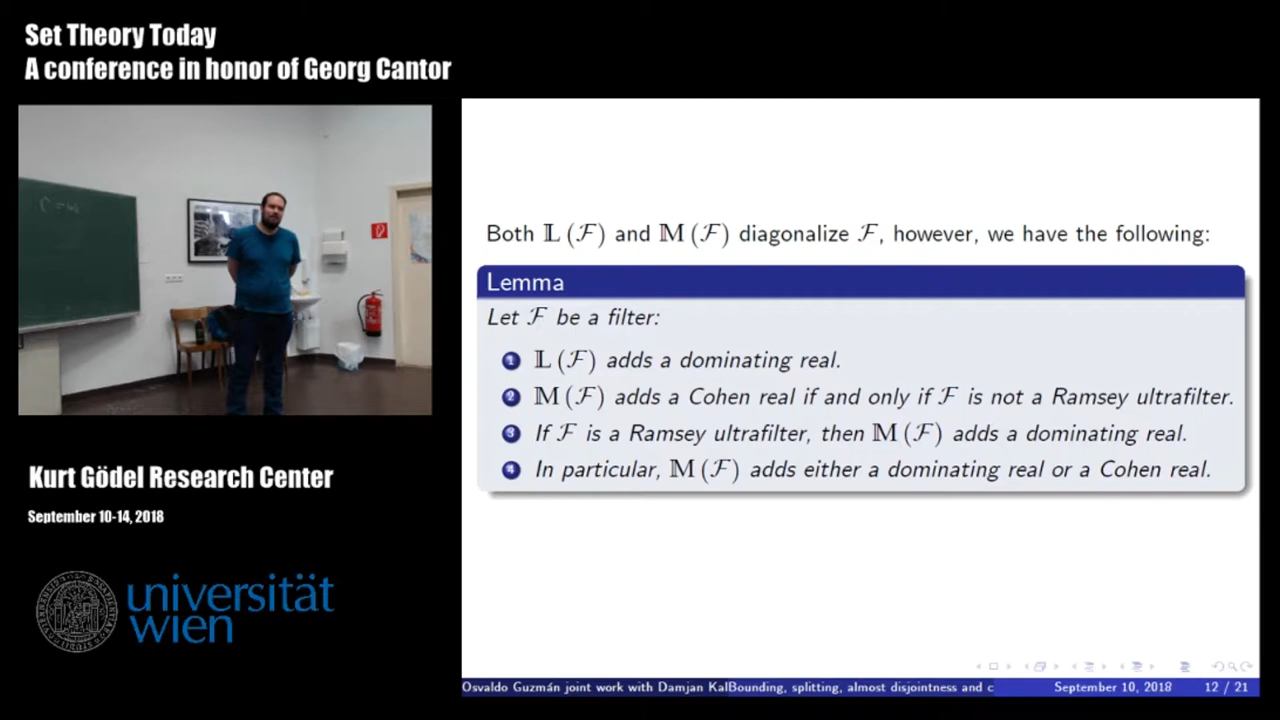 Set Theory Today
A conference in honor of Georg Cantor
Kurt Gödel Research Center
September 10-14, 2018
universität
wien
Both 𝕃(ℱ) and 𝕄(ℱ) diagonalize ℱ, however, we have the following:
Lemma
Let ℱ be a filter:
1 𝕃(ℱ) adds a dominating real.
2 𝕄(ℱ) adds a Cohen real if and only if ℱ is not a Ramsey ultrafilter.
3 If ℱ is a Ramsey ultrafilter, then 𝕄(ℱ) adds a dominating real.
4 In particular, 𝕄(ℱ) adds either a dominating real or a Cohen real.
Osvaldo Guzmán joint work with Damjan KalBounding, splitting, almost disjointness and c September 10, 2018 12 / 21